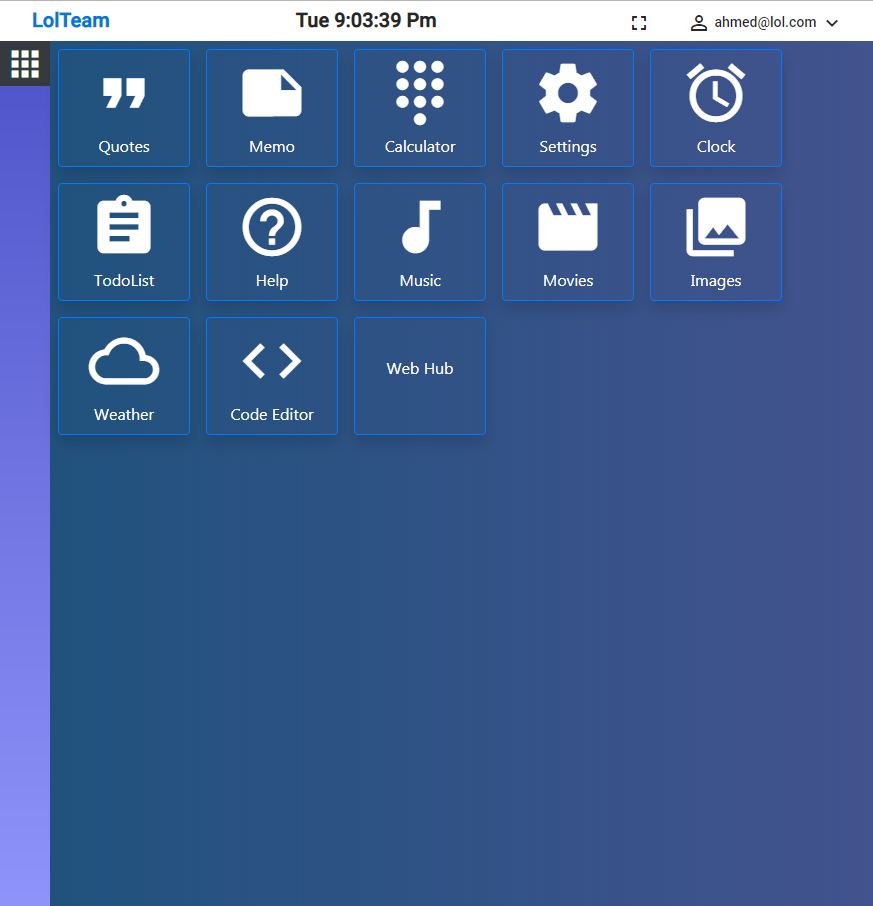 LolTeam Tue 9:03:39 Pm ahmed@lol.com
Quotes Memo Calculator Settings Clock
TodoList Help Music Movies Images
Weather Code Editor Web Hub